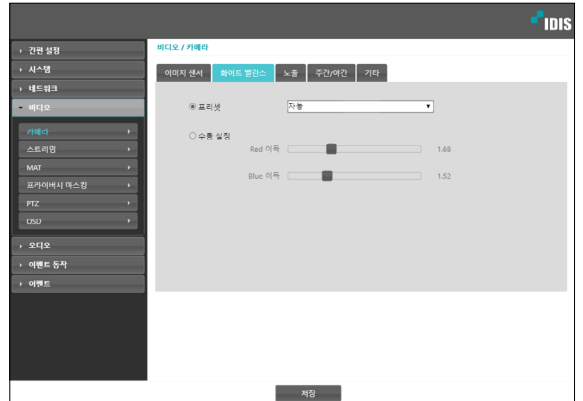 IDIS
간편 설정
시스템
네트워크
비디오
카메라
스트리밍
MAT
프라이버시 마스킹
PTZ
OSD
오디오
이벤트 동작
이벤트
비디오 / 카메라
이미지 센서 화이트 밸런스 노출 주간/야간 기타
프리셋 자동
수동 설정
Red 이득 1.68
Blue 이득 1.52
저장